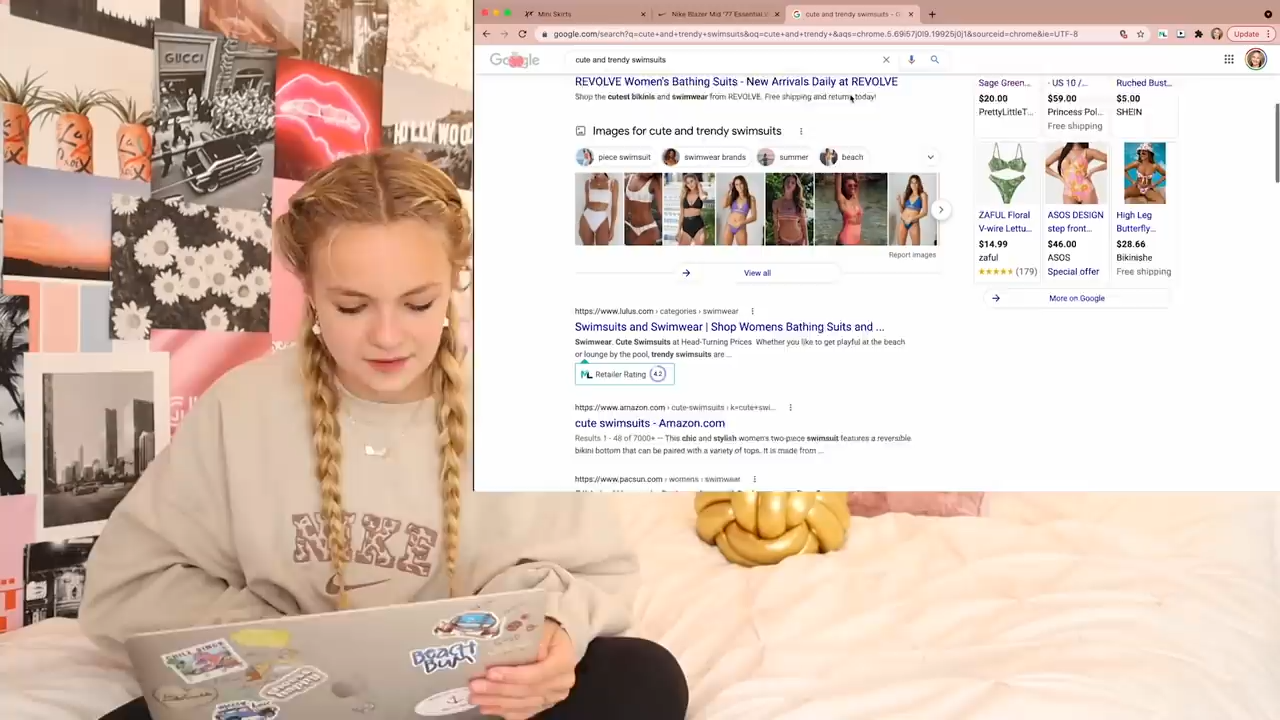 Mini Skirts
Nike Blazer Mid '77 Essential
cute and trendy swimsuits - G
google.com/search?q=cute+and+trendy+swimsuits&oq=cute+and+trendy+&aqs=chrome.5.69i57j0l9.19925j0j1&sourceid=chrome&ie=UTF-8
Update
Google
cute and trendy swimsuits
REVOLVE Women's Bathing Suits - New Arrivals Daily at REVOLVE
Shop the cutest bikinis and swimwear from REVOLVE. Free shipping and returns today!
Images for cute and trendy swimsuits
piece swimsuit
swimwear brands
summer
beach
Report images
View all
https://www.lulus.com › categories › swimwear
Swimsuits and Swimwear | Shop Womens Bathing Suits and ...
Swimwear. Cute Swimsuits at Head-Turning Prices Whether you like to get playful at the beach
or lounge by the pool, trendy swimsuits are ...
Retailer Rating 4.2
https://www.amazon.com › cute-swimsuits › k=cute+swi...
cute swimsuits - Amazon.com
Results 1 - 48 of 7000+ — This chic and stylish women's two-piece swimsuit features a reversible
bikini bottom that can be paired with a variety of tops. It is made from ...
https://www.pacsun.com › womens › swimwear
Sage Green...
$20.00
PrettyLittleT...
- US 10 /...
$59.00
Princess Pol...
Free shipping
Ruched Bust...
$5.00
SHEIN
ZAFUL Floral
V-wire Lettu...
$14.99
zaful
(179)
ASOS DESIGN
step front...
$46.00
ASOS
Special offer
High Leg
Butterfly...
$28.66
Bikinishe
Free shipping
More on Google
GUCCI
HOLLYWOO
La
Croix
NIKE
BEACH
BUM